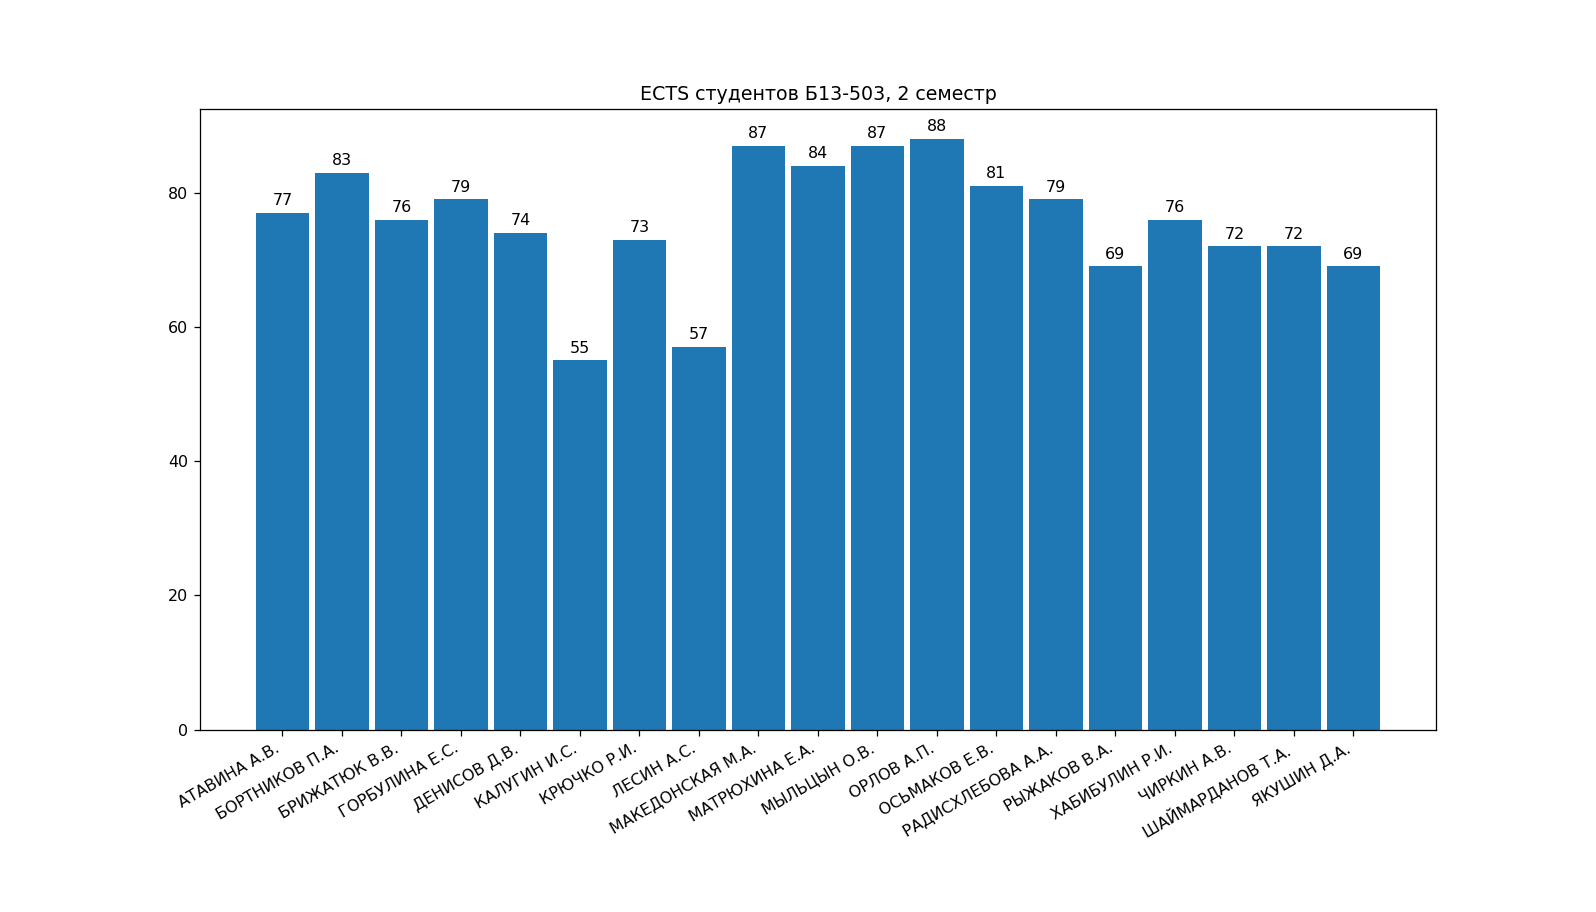 ECTS студентов Б13-503, 2 семестр
77
83
76
79
74
55
73
57
87
84
87
88
81
79
69
76
72
72
69
80
60
40
20
0
АТАВИНА А.В.
БОРТНИКОВ П.А.
БРИЖАТЮК В.В.
ГОРБУЛИНА Е.С.
ДЕНИСОВ Д.В.
КАЛУГИН И.С.
КРЮЧКО Р.И.
ЛЕСИН А.С.
МАКЕДОНСКАЯ М.А.
МАТРЮХИНА Е.А.
МЫЛЬЦЫН О.В.
ОРЛОВ А.П.
ОСЬМАКОВ Е.В.
РАДИСХЛЕБОВА А.А.
РЫЖАКОВ В.А.
ХАБИБУЛИН Р.И.
ЧИРКИН А.В.
ШАЙМАРДАНОВ Т.А.
ЯКУШИН Д.А.